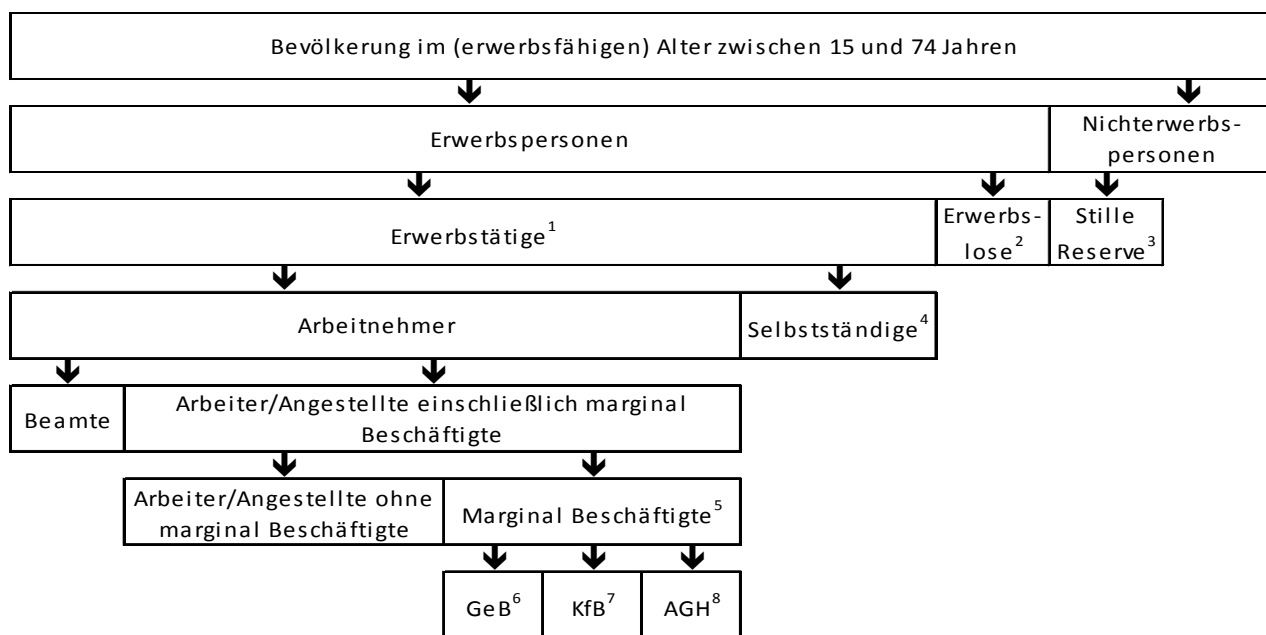 Bevölkerung im (erwerbsfähigen) Alter zwischen 15 und 74 Jahren
Erwerbspersonen
Nichterwerbs-
personen
Erwerbstätige¹
Erwerbs-
lose²
Stille
Reserve³
Arbeitnehmer
Selbstständige⁴
Beamte
Arbeiter/Angestellte einschließlich marginal
Beschäftigte
Arbeiter/Angestellte ohne
marginal Beschäftigte
Marginal Beschäftigte⁵
GeB⁶
KfB⁷
AGH⁸